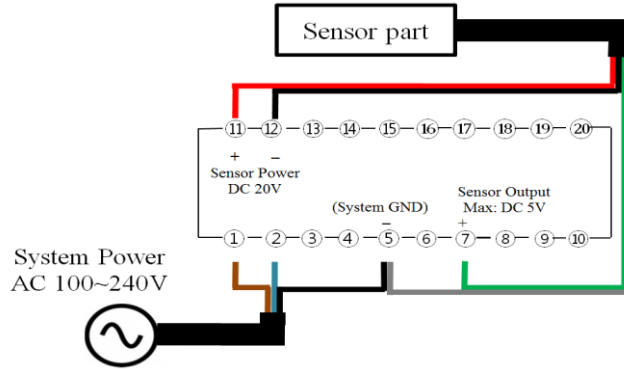 Sensor part
11 12 13 14 15 16 17 18 19 20
+ −
Sensor Power
DC 20V
(System GND)
−
Sensor Output
Max: DC 5V
+
1 2 3 4 5 6 7 8 9 10
System Power
AC 100~240V